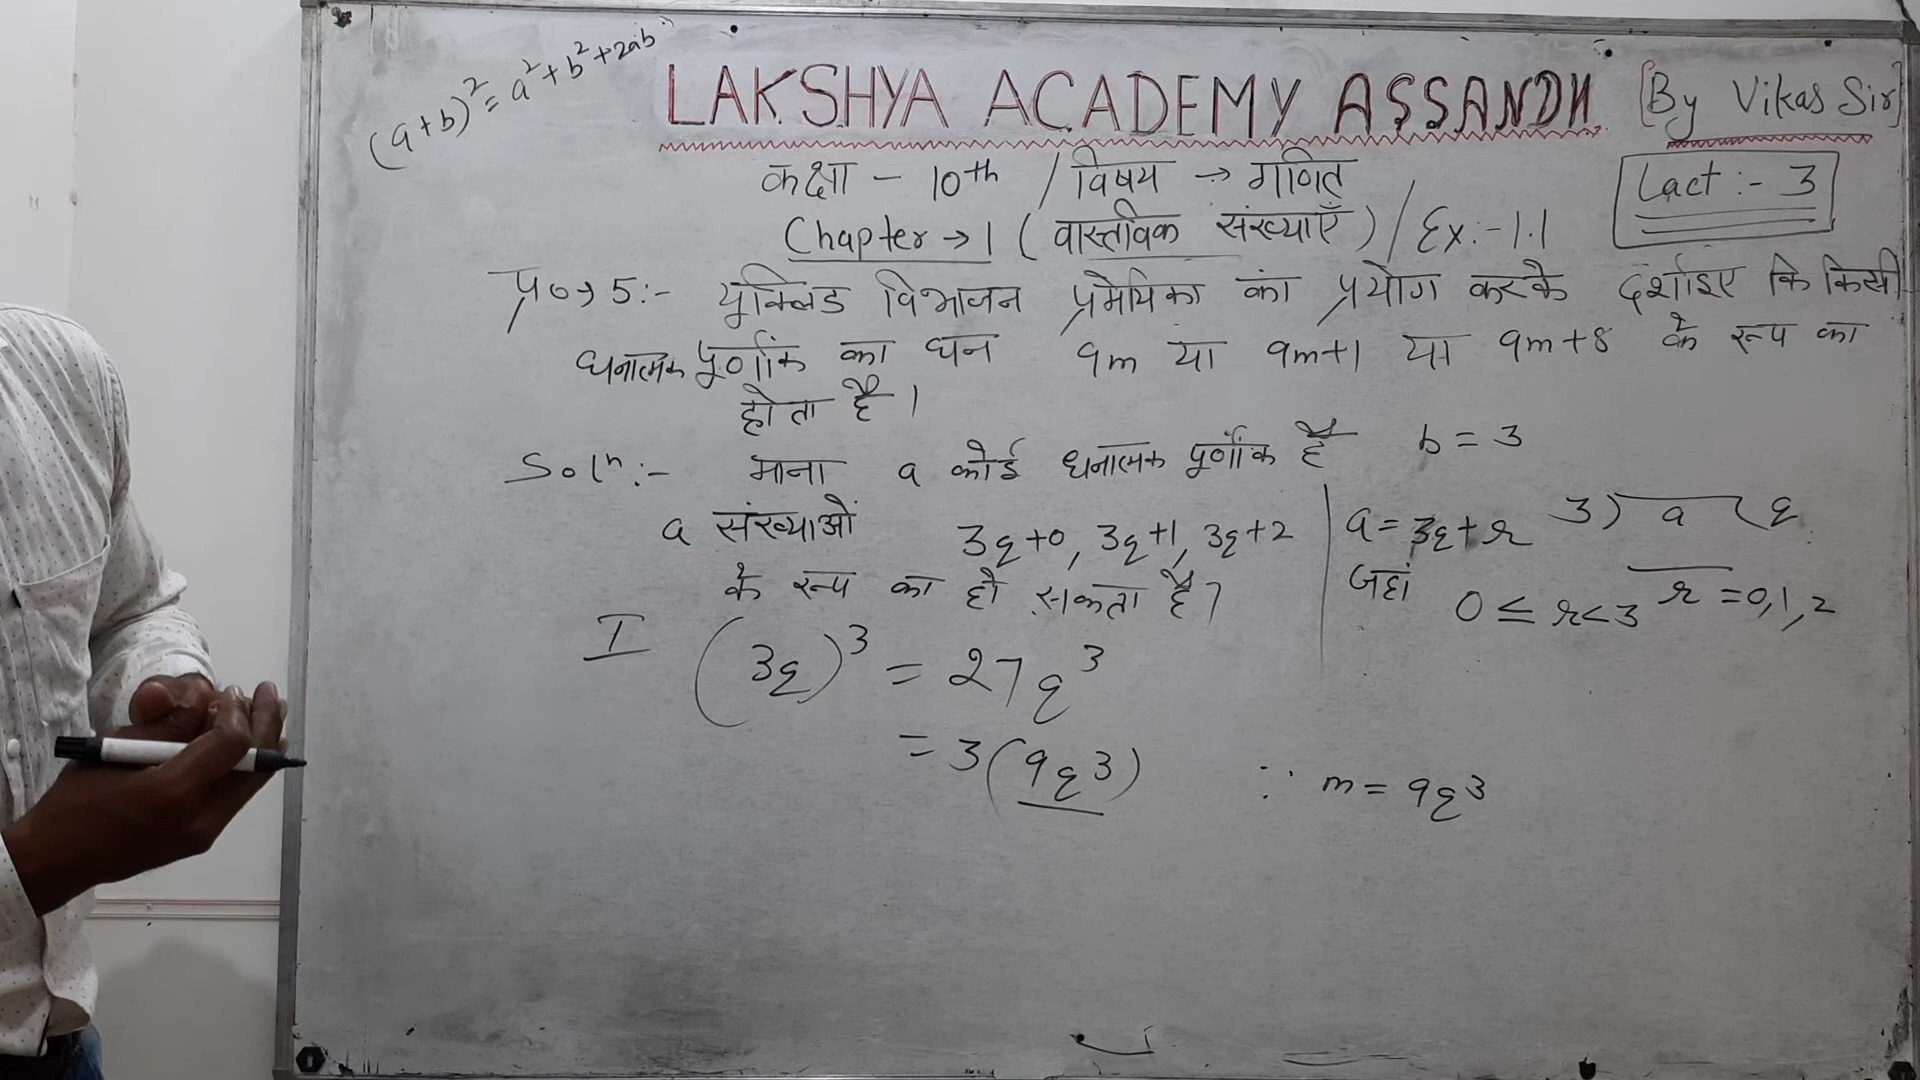 (a+b)² = a² + b² + 2ab
LAKSHYA ACADEMY ASSANDH [By Vikas Sir]
कक्षा - 10th / विषय → गणित
Lact :- 3
Chapter → 1 ( वास्तविक संख्याएँ ) / Ex:- 1.1
प्र० → 5:- यूक्लिड विभाजन प्रमेयिका का प्रयोग करके दर्शाइए कि किसी
धनात्मक पूर्णांक का घन 9m या 9m+1 या 9m+8 के रूप का
होता है।
Solⁿ:- माना a कोई धनात्मक पूर्णांक है b = 3
a संख्याओं 3q+0, 3q+1, 3q+2
के रूप का हो सकता है।
a = 3q + r 3) a ( q
जहां 0 ≤ r < 3 r = 0, 1, 2
I (3q)³ = 27q³
= 3(9q³) ∵ m = 9q³